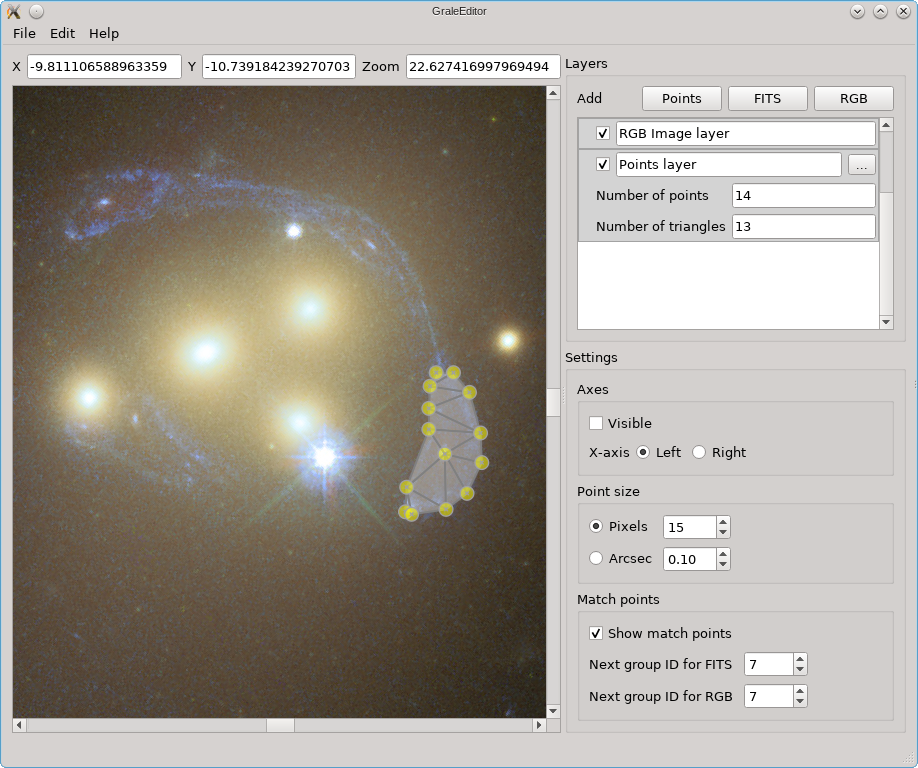 GraleEditor
File Edit Help
X -9.811106588963359 Y -10.739184239270703 Zoom 22.627416997969494
Layers
Add Points FITS RGB
RGB Image layer
Points layer ...
Number of points 14
Number of triangles 13
Settings
Axes
Visible
X-axis Left Right
Point size
Pixels 15
Arcsec 0.10
Match points
Show match points
Next group ID for FITS 7
Next group ID for RGB 7